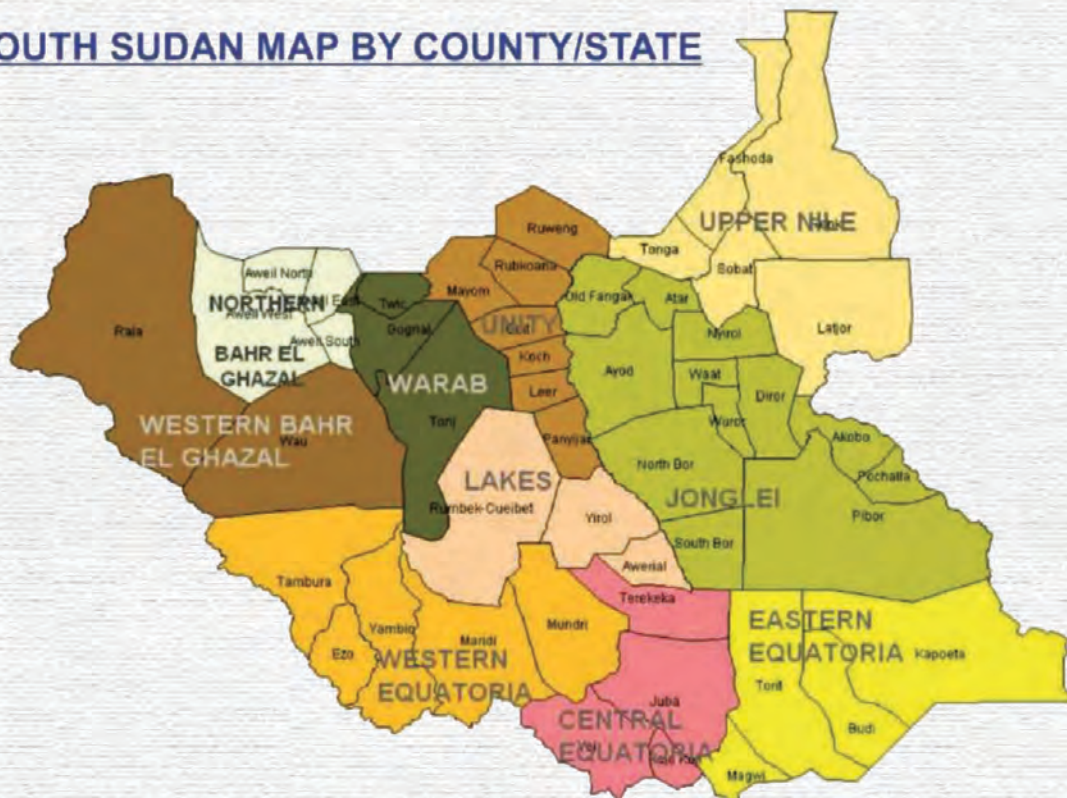 OUTH SUDAN MAP BY COUNTY/STATE
Fashoda
UPPER NILE
Ruweng
Tonga
Sobat
Rubkoana
Aweil North
Mayom
Old Fangak
Atar
NORTHERN
Twic
Aweil West
Raja
Gognal
UNITY
Nyirol
Latjor
Aweil South
BAHR EL
GHAZAL
Koch
Ayod
Waat
WARAB
Leer
Diror
Tonj
Wuror
WESTERN BAHR
EL GHAZAL
Wau
Panyijar
Akobo
North Bor
Pochalla
LAKES
JONGLEI
Rumbek-Cueibet
Yirol
Pibor
South Bor
Awerial
Tambura
Terekeka
Yambio
Mundri
EASTERN
EQUATORIA
Maridi
Ezo
Kapoeta
WESTERN
EQUATORIA
Torit
Juba
CENTRAL
EQUATORIA
Budi
Magwi